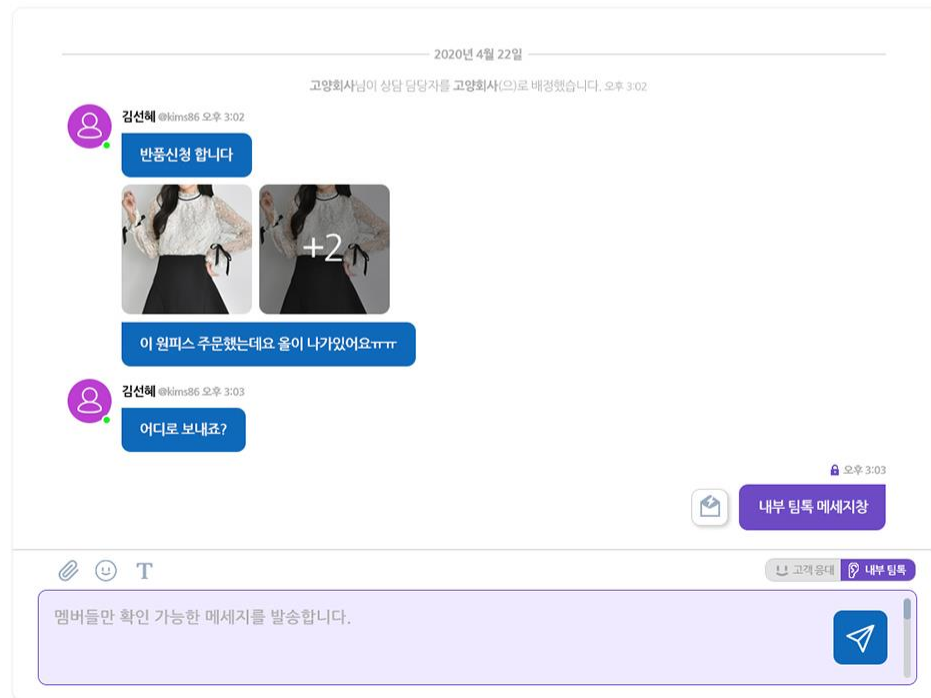 2020년 4월 22일
고양회사님이 상담 담당자를 고양회사(으)로 배정했습니다. 오후 3:02
김선혜 @kims86 오후 3:02
반품신청 합니다
+2
이 원피스 주문했는데요 올이 나가있어요ㅠㅠ
김선혜 @kims86 오후 3:03
어디로 보내죠?
오후 3:03
내부 팀톡 메세지창
T
고객 응대 내부 팀톡
멤버들만 확인 가능한 메세지를 발송합니다.